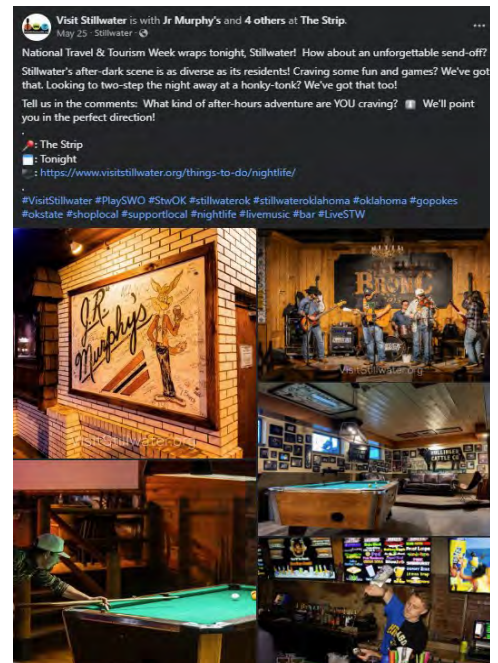 Visit Stillwater is with Jr Murphy's and 4 others at The Strip.
May 25 · Stillwater ·
National Travel & Tourism Week wraps tonight, Stillwater! How about an unforgettable send-off?
Stillwater's after-dark scene is as diverse as its residents! Craving some fun and games? We've got
that. Looking to two-step the night away at a honky-tonk? We've got that too!
Tell us in the comments: What kind of after-hours adventure are YOU craving? We'll point
you in the perfect direction!
.
: The Strip
: Tonight
: https://www.visitstillwater.org/things-to-do/nightlife/
.
#VisitStillwater #PlaySWO #StwOK #stillwaterok #stillwateroklahoma #oklahoma #gopokes
#okstate #shoplocal #supportlocal #nightlife #livemusic #bar #LiveSTW
J.R.
Murphy's
VisitStillwater.org
VisitStillwater.org
CATTLE CO